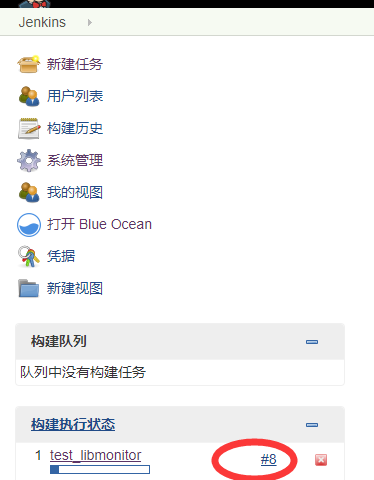 Jenkins
新建任务
用户列表
构建历史
系统管理
我的视图
打开 Blue Ocean
凭据
新建视图
构建队列
队列中没有构建任务
构建执行状态
1 test_libmonitor #8